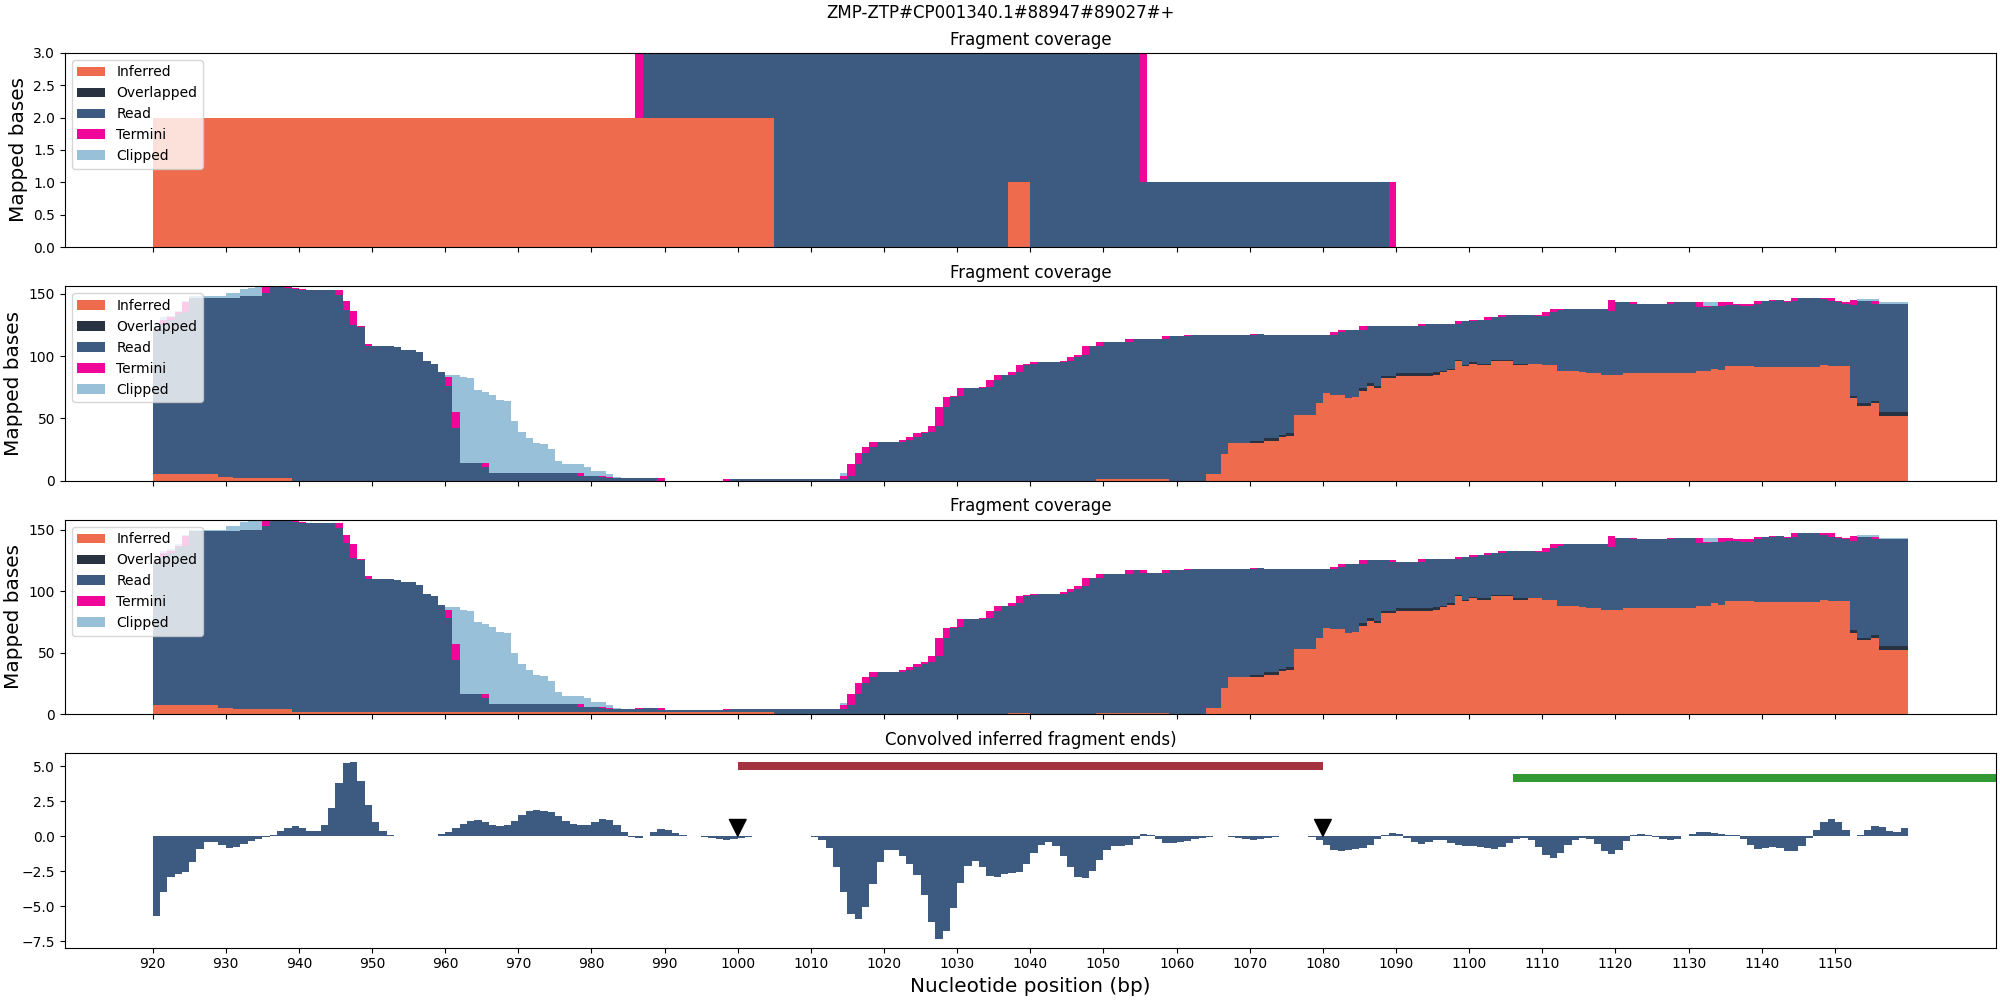 ZMP-ZTP#CP001340.1#88947#89027#+
Fragment coverage
Mapped bases
3.0
2.5
2.0
1.5
1.0
0.5
0.0
Inferred
Overlapped
Read
Termini
Clipped
Fragment coverage
Mapped bases
150
100
50
0
Inferred
Overlapped
Read
Termini
Clipped
Fragment coverage
Mapped bases
150
100
50
0
Inferred
Overlapped
Read
Termini
Clipped
Convolved inferred fragment ends)
5.0
2.5
0.0
−2.5
−5.0
−7.5
920 930 940 950 960 970 980 990 1000 1010 1020 1030 1040 1050 1060 1070 1080 1090 1100 1110 1120 1130 1140 1150
Nucleotide position (bp)